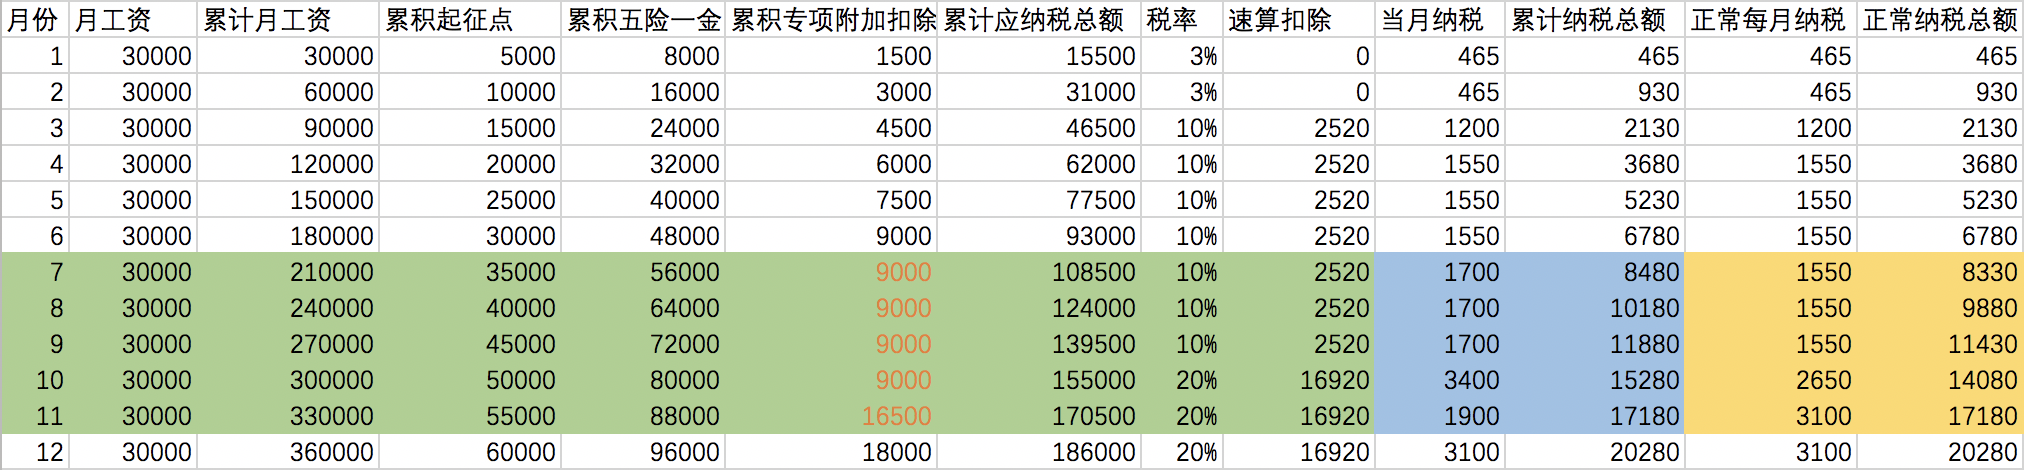 月份 月工资 累计月工资 累积起征点 累积五险一金 累积专项附加扣除 累计应纳税总额 税率 速算扣除 当月纳税 累计纳税总额 正常每月纳税 正常纳税总额
1 30000 30000 5000 8000 1500 15500 3% 0 465 465 465 465
2 30000 60000 10000 16000 3000 31000 3% 0 465 930 465 930
3 30000 90000 15000 24000 4500 46500 10% 2520 1200 2130 1200 2130
4 30000 120000 20000 32000 6000 62000 10% 2520 1550 3680 1550 3680
5 30000 150000 25000 40000 7500 77500 10% 2520 1550 5230 1550 5230
6 30000 180000 30000 48000 9000 93000 10% 2520 1550 6780 1550 6780
7 30000 210000 35000 56000 9000 108500 10% 2520 1700 8480 1550 8330
8 30000 240000 40000 64000 9000 124000 10% 2520 1700 10180 1550 9880
9 30000 270000 45000 72000 9000 139500 10% 2520 1700 11880 1550 11430
10 30000 300000 50000 80000 9000 155000 20% 16920 3400 15280 2650 14080
11 30000 330000 55000 88000 16500 170500 20% 16920 1900 17180 3100 17180
12 30000 360000 60000 96000 18000 186000 20% 16920 3100 20280 3100 20280